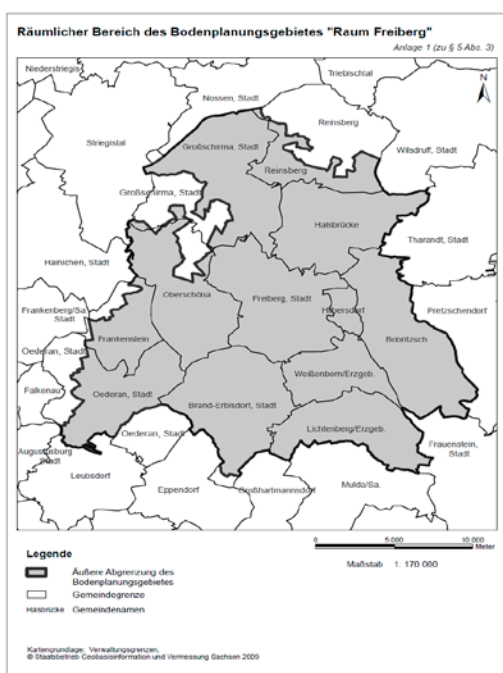 Räumlicher Bereich des Bodenplanungsgebietes "Raum Freiberg"
Anlage 1 (zu § 5 Abs. 3)
Niederstriegis
Triebischtal
Nossen, Stadt
N
Reinsberg
Striegistal
Großschirma, Stadt
Wilsdruff, Stadt
Reinsberg
Großschirma, Stadt
Halsbrücke
Tharandt, Stadt
Hainichen, Stadt
Oberschöna
Freiberg, Stadt
Hilbersdorf
Pretzschendorf
Frankenberg/Sa.
Stadt
Frankenstein
Bobritzsch
Oederan, Stadt
Weißenborn/Erzgeb.
Falkenau
Oederan, Stadt
Brand-Erbisdorf, Stadt
Lichtenberg/Erzgeb.
Oederan, Stadt
Frauenstein,
Stadt
Augustusburg
Stadt
Leubsdorf
Eppendorf
Großhartmannsdorf
Mulda/Sa.
Legende
0 5.000 10.000
Meter
Äußere Abgrenzung des
Bodenplanungsgebietes
Maßstab 1: 170 000
Gemeindegrenze
Halsbrücke Gemeindenamen
Kartengrundlage: Verwaltungsgrenzen,
© Staatsbetrieb Geobasisinformation und Vermessung Sachsen 2009